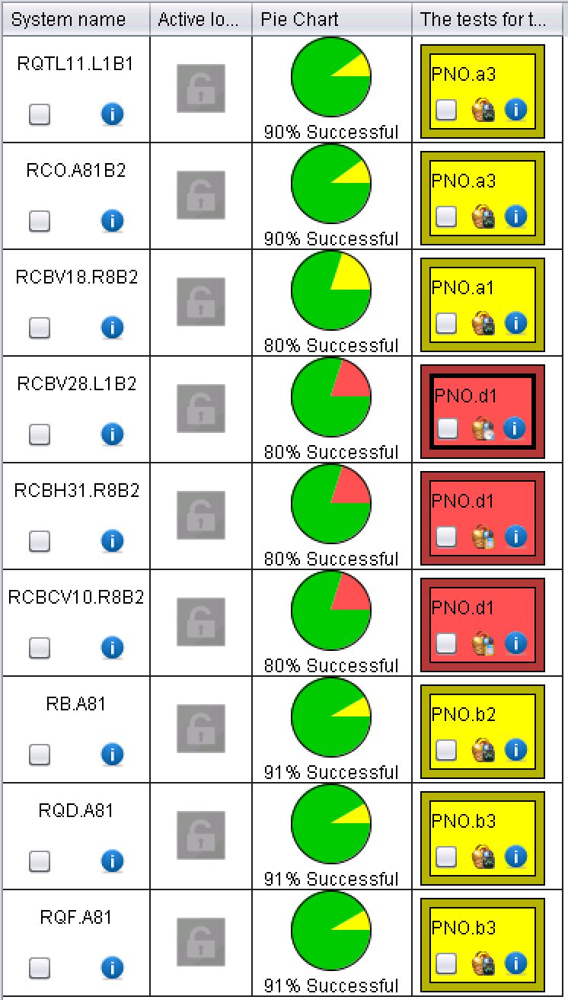 System name Active lo... Pie Chart The tests for t...
RQTL11.L1B1
PNO.a3
90% Successful
RCO.A81B2
PNO.a3
90% Successful
RCBV18.R8B2
PNO.a1
80% Successful
RCBV28.L1B2
PNO.d1
80% Successful
RCBH31.R8B2
PNO.d1
80% Successful
RCBCV10.R8B2
PNO.d1
80% Successful
RB.A81
PNO.b2
91% Successful
RQD.A81
PNO.b3
91% Successful
RQF.A81
PNO.b3
91% Successful